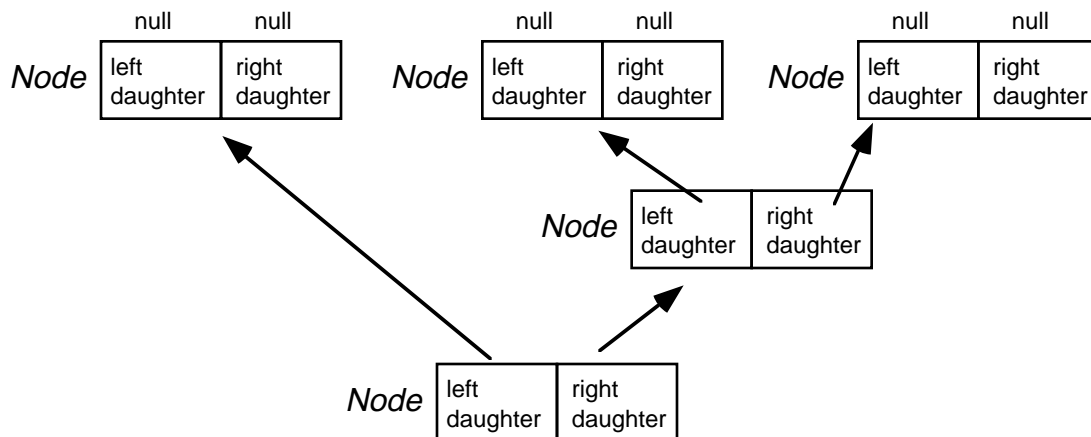 null null null null null null
Node left right Node left right Node left right
daughter daughter daughter daughter daughter daughter
Node left right
daughter daughter
Node left right
daughter daughter